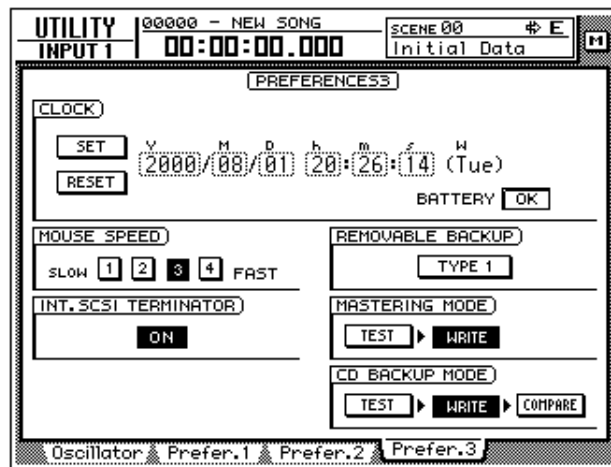 UTILITY
INPUT 1
00000 - NEW SONG
00:00:00.000
SCENE 00 E
Initial Data
M
PREFERENCES3
CLOCK
SET
RESET
Y M D h m s W
2000/08/01 20:26:14 (Tue)
BATTERY OK
MOUSE SPEED
SLOW 1 2 3 4 FAST
REMOVABLE BACKUP
TYPE 1
INT.SCSI TERMINATOR
ON
MASTERING MODE
TEST WRITE
CD BACKUP MODE
TEST WRITE COMPARE
Oscillator Prefer.1 Prefer.2 Prefer.3